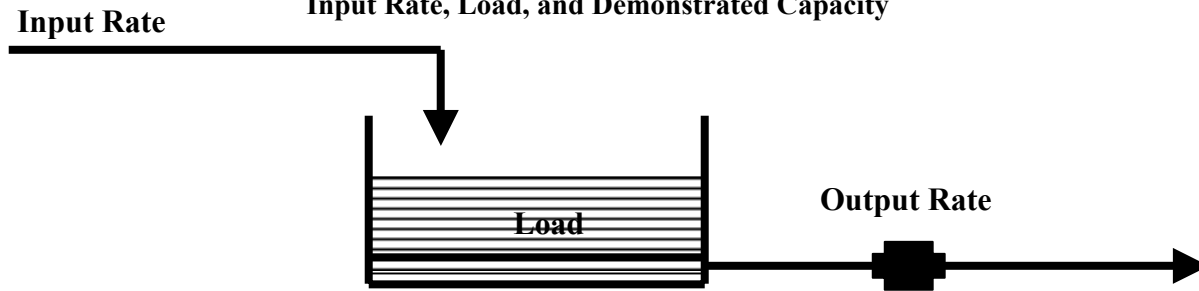 Input Rate, Load, and Demonstrated Capacity
Input Rate
Load
Output Rate